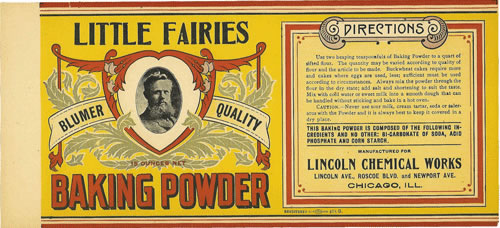 LITTLE FAIRIES
BLUMER QUALITY
15 OUNCES NET
BAKING POWDER
DIRECTIONS
Use two heaping teaspoonfuls of Baking Powder to a quart of
sifted flour. The quantity may be varied according to quality of
flour and the article to be made. Buckwheat cakes require more
and cakes where eggs are used, less; sufficient must be used
according to circumstances. Always mix the powder through the
flour in the dry state; add salt and shortening to suit the taste.
Mix with cold water or sweet milk into a smooth dough that can
be handled without sticking and bake in a hot oven.
CAUTION.—Never use sour milk, cream tartar, soda or saler-
atus with the Powder and it is always best to keep it covered in a
dry place.
THIS BAKING POWDER IS COMPOSED OF THE FOLLOWING IN-
GREDIENTS AND NO OTHER: BI-CARBONATE OF SODA, ACID
PHOSPHATE AND CORN STARCH.
MANUFACTURED FOR
LINCOLN CHEMICAL WORKS
LINCOLN AVE., ROSCOE BLVD. and NEWPORT AVE.
CHICAGO, ILL.